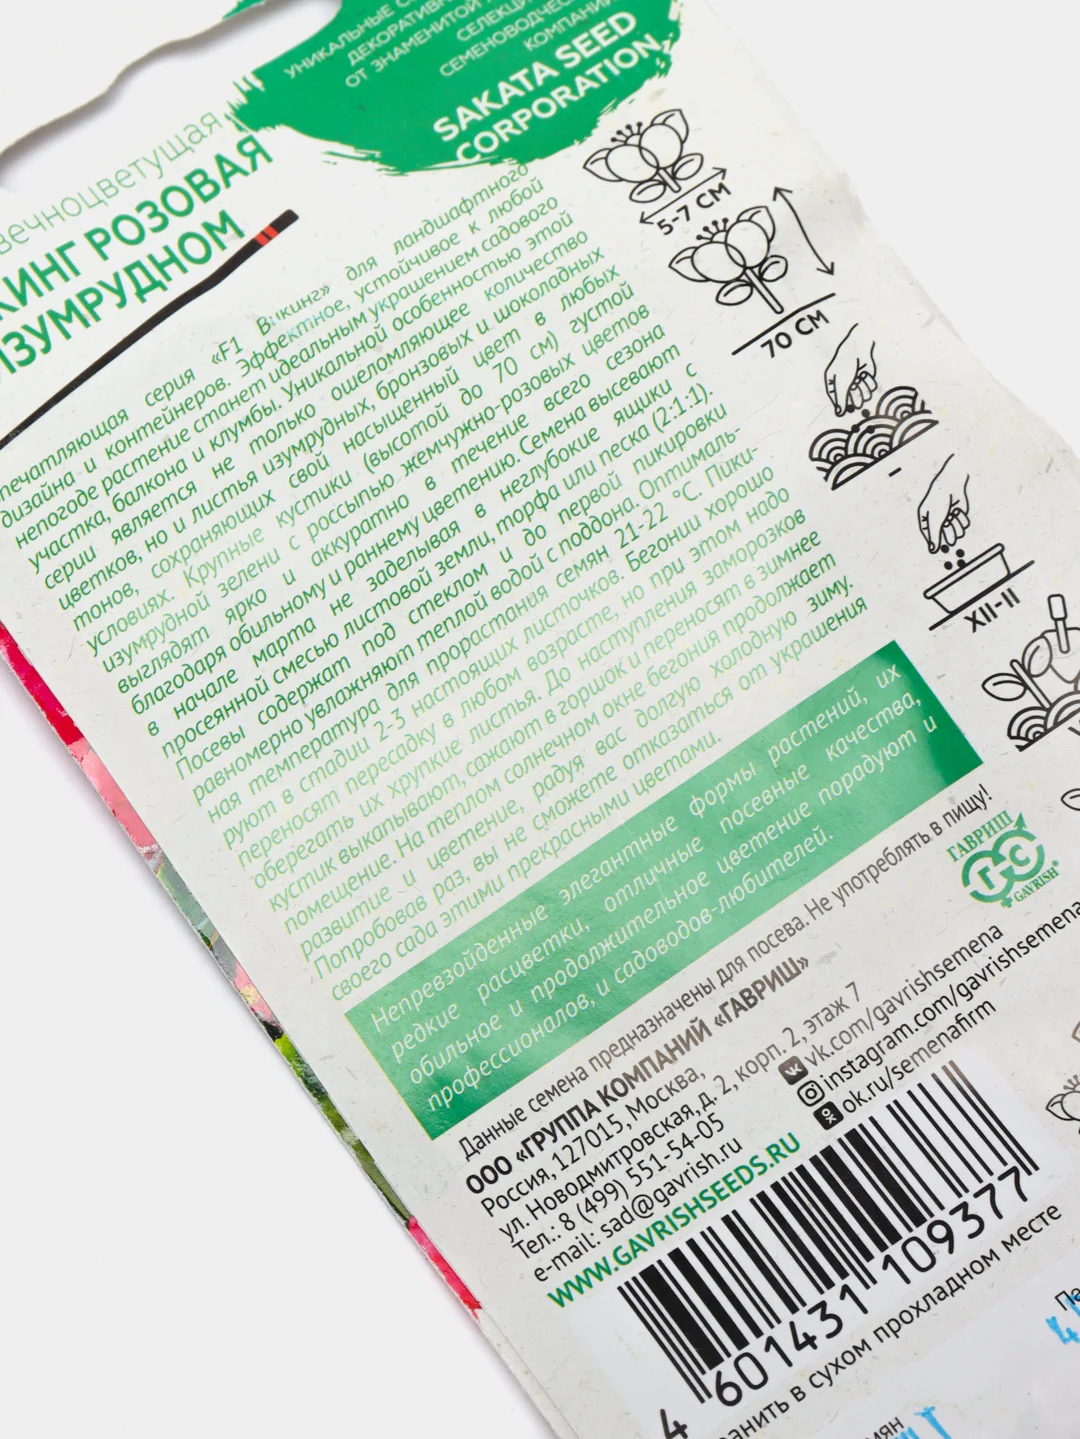 УНИКАЛЬНЫЕ
ДЕКОРАТИВН
ОТ ЗНАМЕНИТОЙ
СЕЛЕКЦИ
СЕМЕНОВОДЧЕС
КОМПАНИ
SAKATA SEED
CORPORATION
вечноцветущая
КИНГ РОЗОВАЯ
ИЗУМРУДНОМ
печатляющая серия «F1 Викинг» для ландшафтного
дизайна и контейнеров. Эффектное, устойчивое к любой
непогоде растение станет идеальным украшением садового
участка, балкона и клумбы. Уникальной особенностью этой
серии является не только ошеломляющее количество
цветков, но и листья изумрудных, бронзовых и шоколадных
тонов, сохраняющих свой насыщенный цвет в любых
условиях. Крупные кустики (высотой до 70 см) густой
изумрудной зелени с россыпью жемчужно-розовых цветов
выглядят ярко и аккуратно в течение всего сезона
благодаря обильному и раннему цветению. Семена высевают
в начале марта не заделывая в неглубокие ящики с
просеянной смесью листовой земли, торфа или песка (2:1:1).
Посевы содержат под стеклом и до первой пикировки
равномерно увлажняют теплой водой с поддона. Оптималь-
ная температура для прорастания семян 21-22 °С. Пики-
руют в стадии 2-3 настоящих листочков. Бегонии хорошо
переносят пересадку в любом возрасте, но при этом надо
оберегать их хрупкие листья. До наступления заморозков
кустик выкапывают, сажают в горшок и переносят в зимнее
помещение. На теплом солнечном окне бегония продолжает
развитие и цветение, радуя вас долгую холодную зиму.
Попробовав раз, вы не сможете отказаться от украшения
своего сада этими прекрасными цветами.
Непревзойденные элегантные формы растений, их
редкие расцветки, отличные посевные качества,
обильное и продолжительное цветение порадуют и
профессионалов, и садоводов-любителей.
5-7 СМ
70 СМ
-
XII-II
Данные семена предназначены для посева. Не употреблять в пищу!
ООО «ГРУППА КОМПАНИЙ «ГАВРИШ»
Россия, 127015, Москва,
ул. Новодмитровская, д. 2, корп. 2, этаж 7
Тел.: 8 (499) 551-54-05
e-mail: sad@gavrish.ru
WWW.GAVRISHSEEDS.RU
ГАВРИШ
ГС
GAVRISH®
vk.com/gavrishsemena
instagram.com/gavrishsemena
ok.ru/semenafirm
4 601431 109377
ранить в сухом прохладном месте
Пе
4
мян